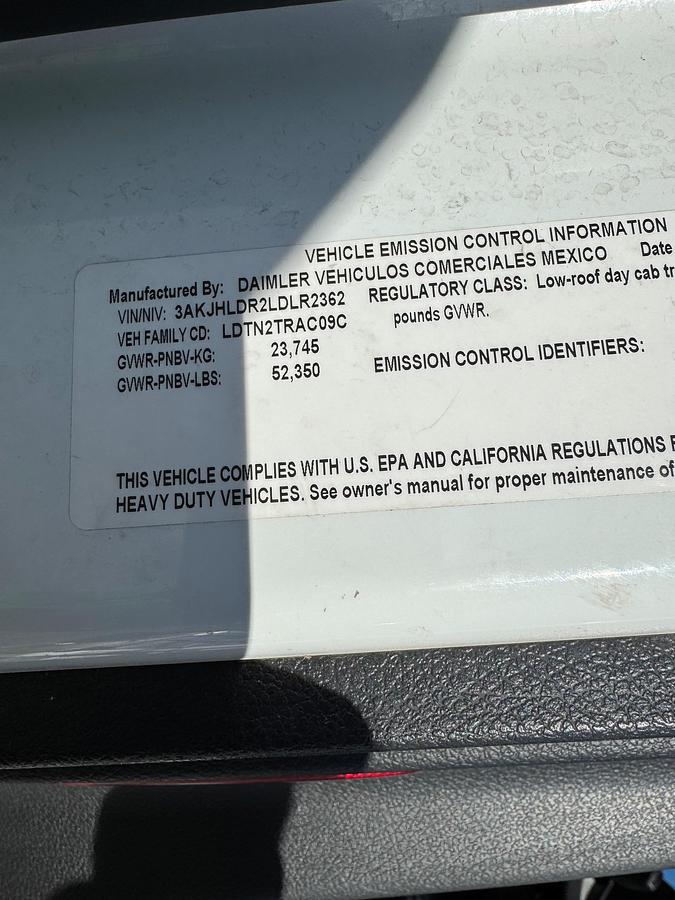 VEHICLE EMISSION CONTROL INFORMATION
Manufactured By: DAIMLER VEHICULOS COMERCIALES MEXICO Date
VIN/NIV: 3AKJHLDR2LDLR2362 REGULATORY CLASS: Low-roof day cab tr
VEH FAMILY CD: LDTN2TRAC09C pounds GVWR.
GVWR-PNBV-KG: 23,745
GVWR-PNBV-LBS: 52,350 EMISSION CONTROL IDENTIFIERS:
THIS VEHICLE COMPLIES WITH U.S. EPA AND CALIFORNIA REGULATIONS
HEAVY DUTY VEHICLES. See owner's manual for proper maintenance of